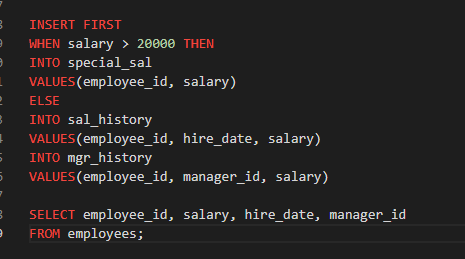 INSERT FIRST
WHEN salary > 20000 THEN
INTO special_sal
VALUES(employee_id, salary)
ELSE
INTO sal_history
VALUES(employee_id, hire_date, salary)
INTO mgr_history
VALUES(employee_id, manager_id, salary)
SELECT employee_id, salary, hire_date, manager_id
FROM employees;